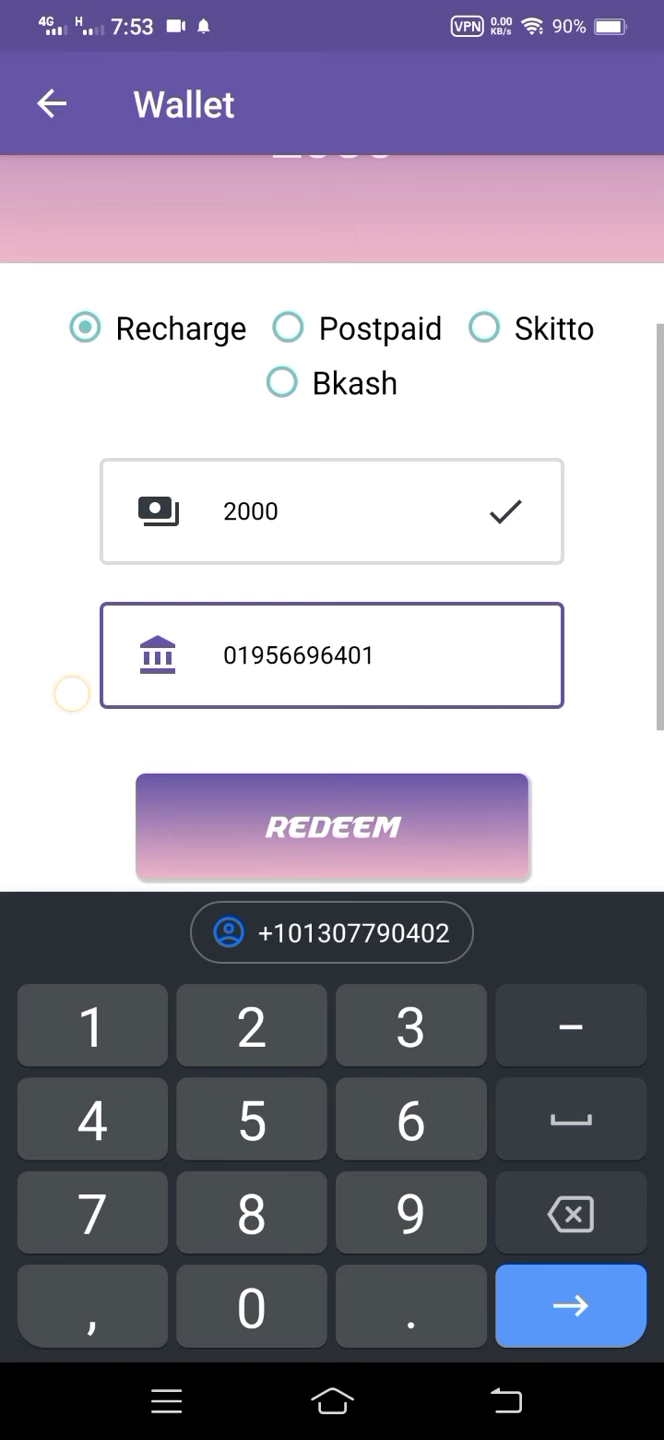 4G H 7:53 VPN 0.00 KB/s 90%
Wallet
Recharge Postpaid Skitto
Bkash
2000
01956696401
REDEEM
+101307790402
1 2 3 –
4 5 6
7 8 9
, 0 .